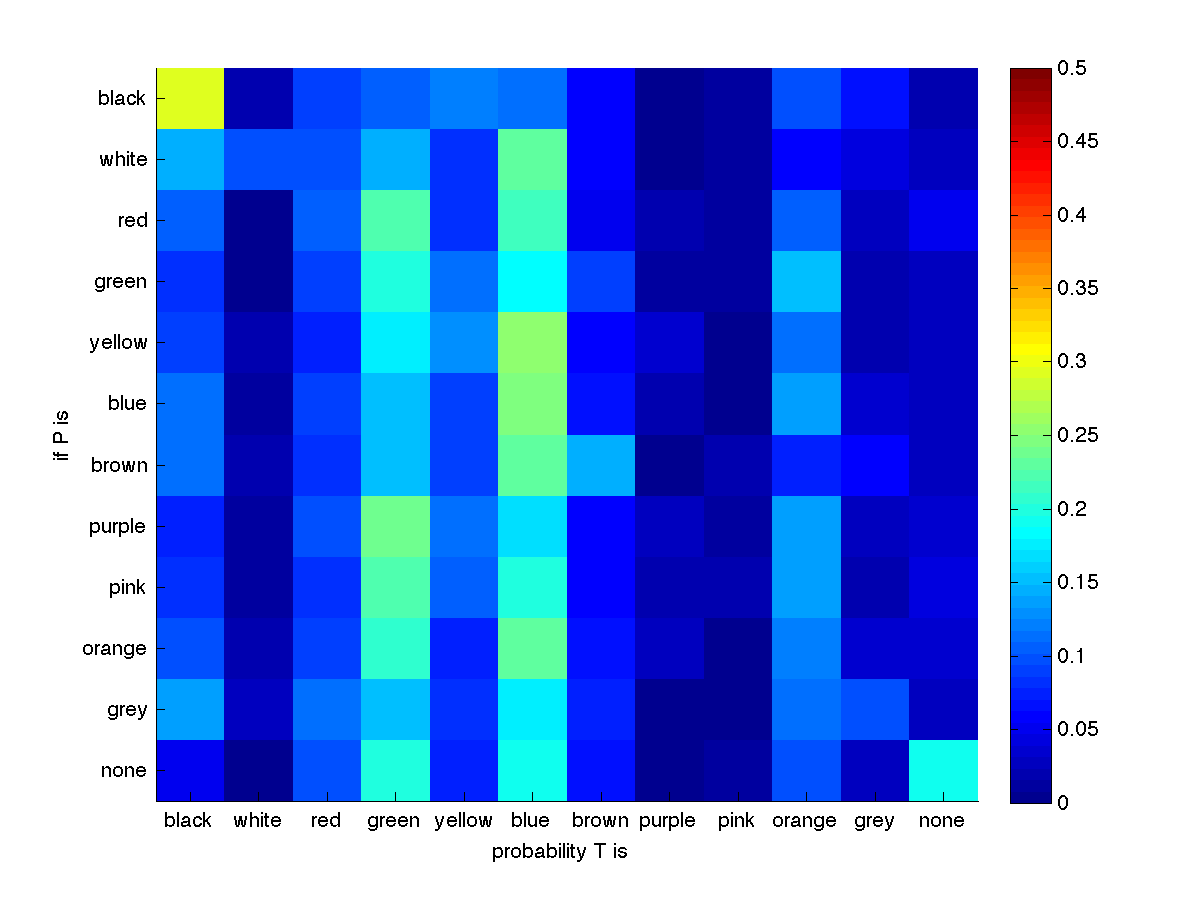 black
white
red
green
yellow
blue
brown
purple
pink
orange
grey
none
if P is
black white red green yellow blue brown purple pink orange grey none
probability T is
0.5
0.45
0.4
0.35
0.3
0.25
0.2
0.15
0.1
0.05
0